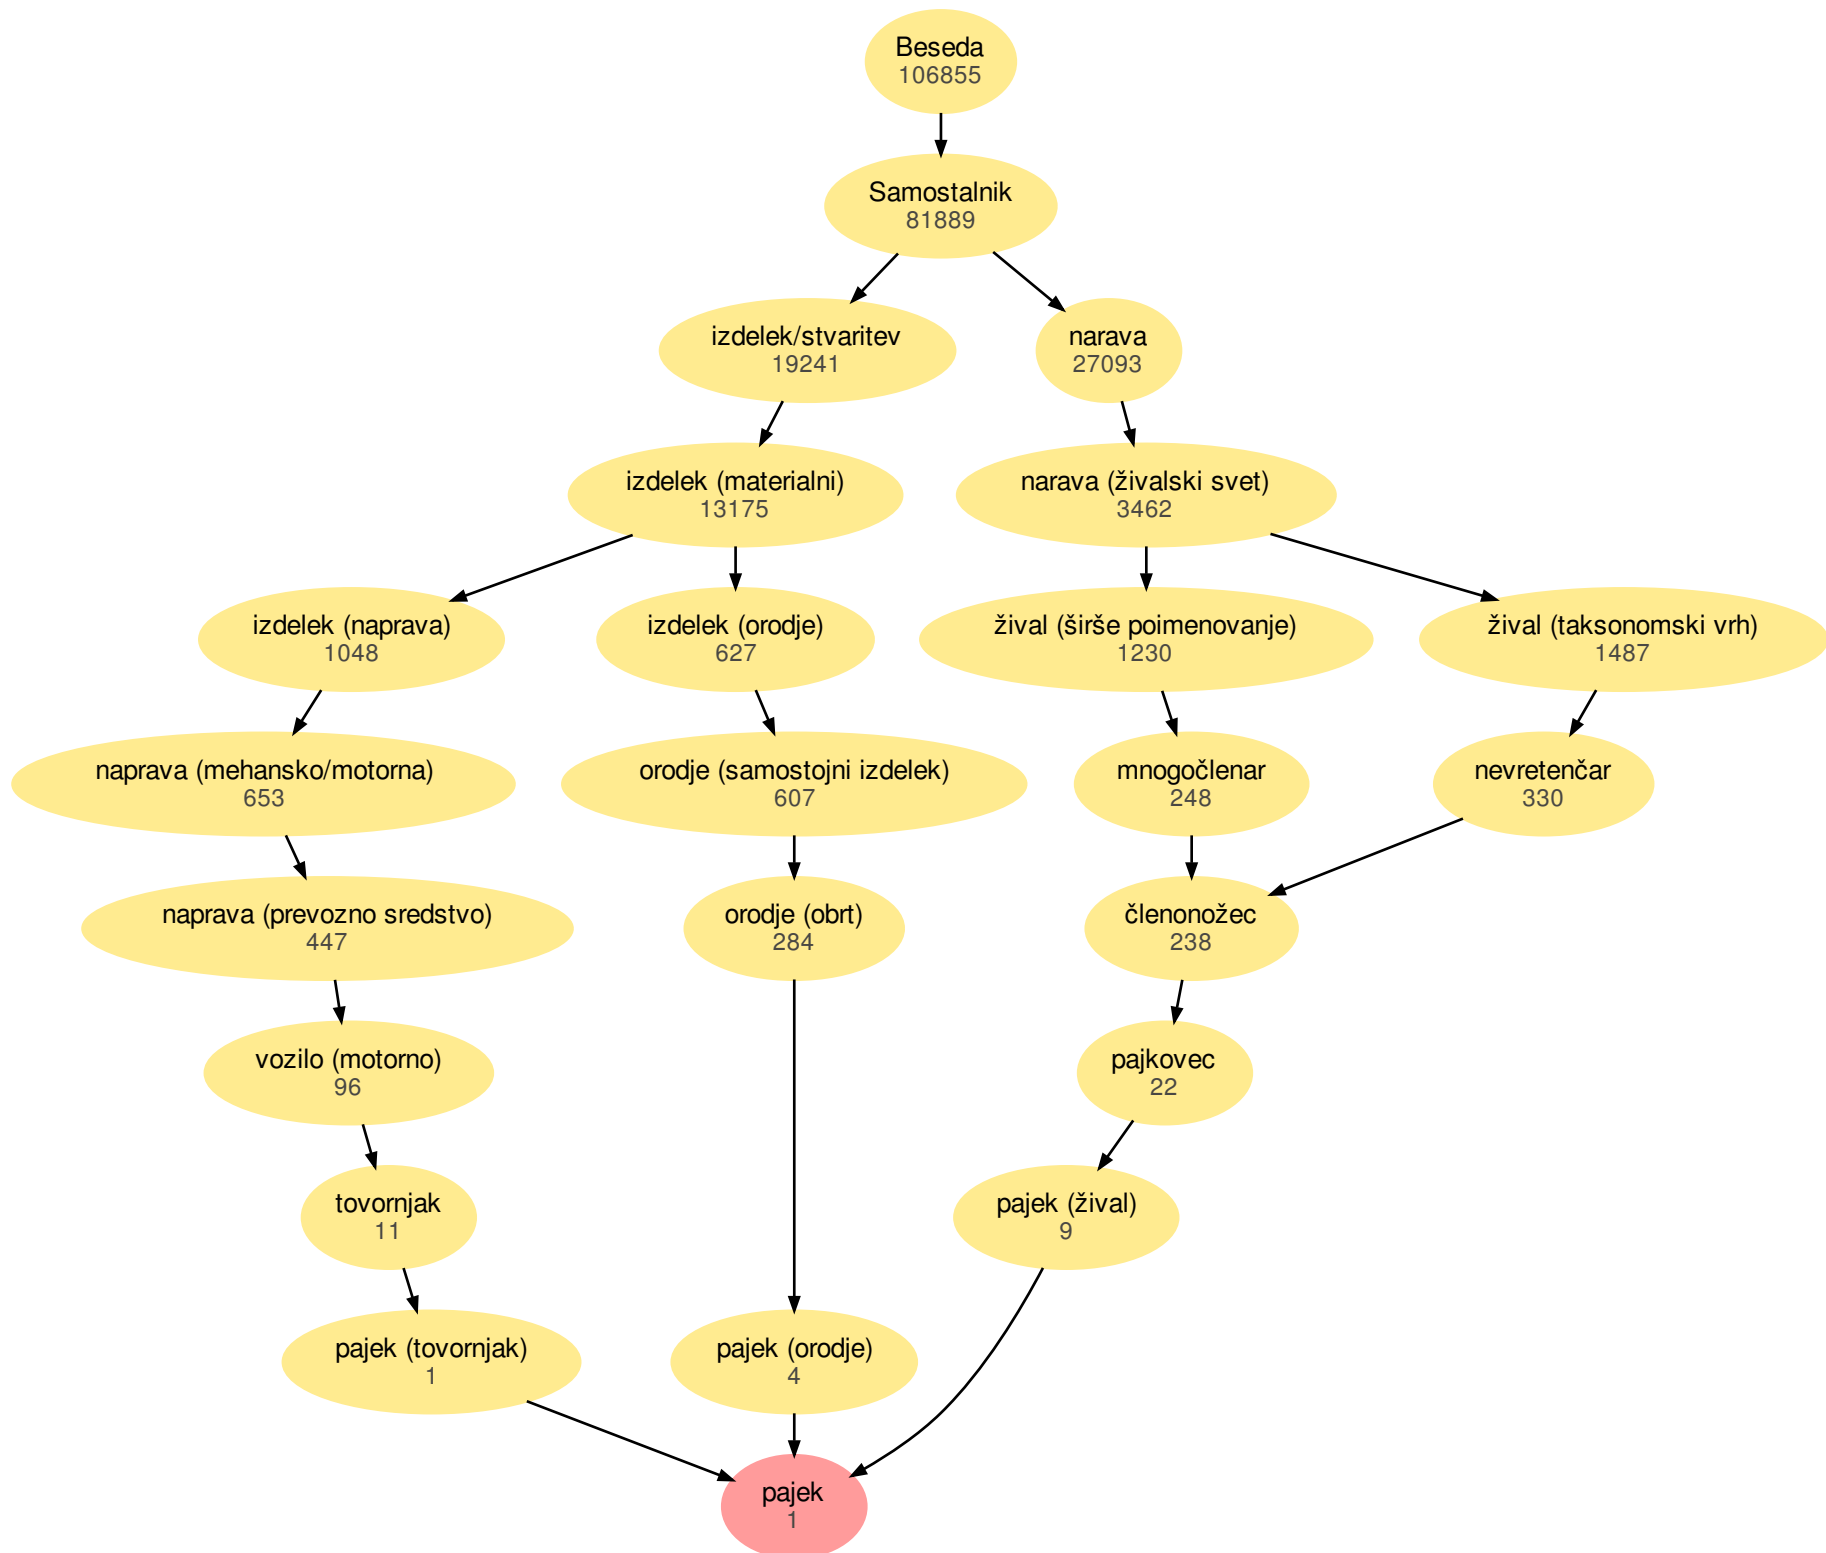 Beseda
106855
Samostalnik
81889
izdelek/stvaritev
19241
narava
27093
izdelek (materialni)
13175
narava (živalski svet)
3462
izdelek (naprava)
1048
izdelek (orodje)
627
žival (širše poimenovanje)
1230
žival (taksonomski vrh)
1487
naprava (mehansko/motorna)
653
orodje (samostojni izdelek)
607
mnogočlenar
248
nevretenčar
330
naprava (prevozno sredstvo)
447
orodje (obrt)
284
členonožec
238
vozilo (motorno)
96
pajkovec
22
tovornjak
11
pajek (žival)
9
pajek (tovornjak)
1
pajek (orodje)
4
pajek
1